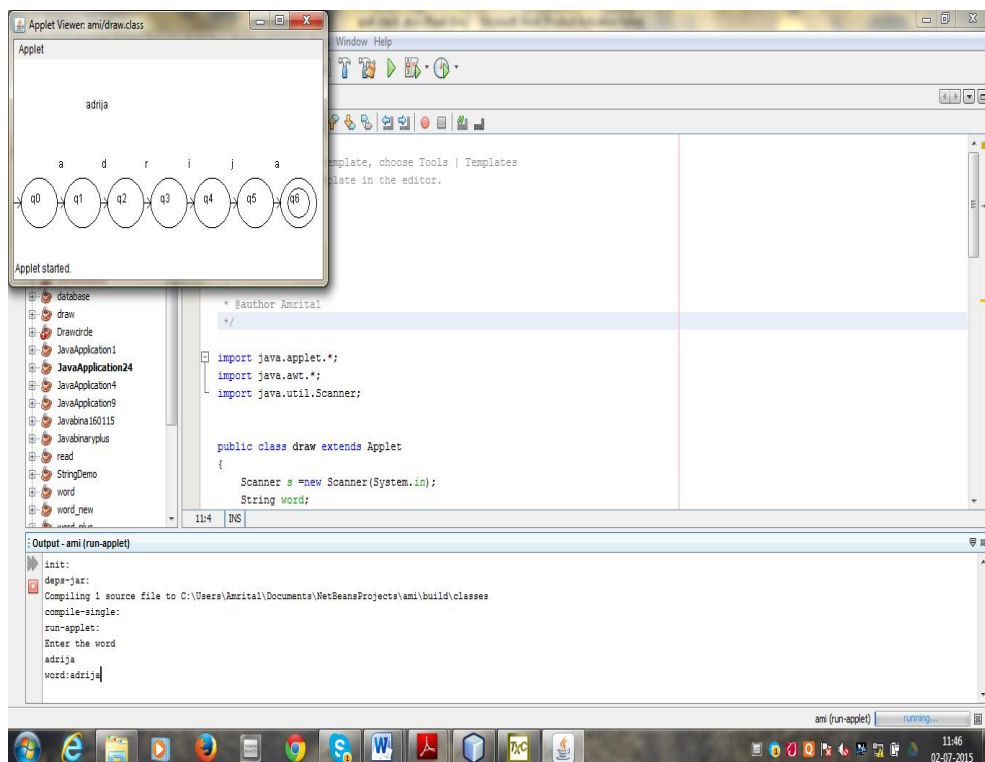 Applet Viewer: ami/draw.class
Applet
adrija
a d r i j a
q0 q1 q2 q3 q4 q5 q6
Applet started.
Window Help
emplate, choose Tools | Templates
plate in the editor.
* @author Amrita1
*/
import java.applet.*;
import java.awt.*;
import java.util.Scanner;
public class draw extends Applet
{
Scanner s =new Scanner(System.in);
String word;
11:4 INS
database
draw
Drawcircle
JavaApplication1
JavaApplication24
JavaApplication4
JavaApplication9
Javabina160115
Javabinaryplus
read
StringDemo
word
word_new
Output - ami (run-applet)
init:
deps-jar:
Compiling 1 source file to C:\Users\Amrita1\Documents\NetBeansProjects\ami\build\classes
compile-single:
run-applet:
Enter the word
adrija
word:adrija
ami (run-applet) running...
TXC
11:46
02-07-2015